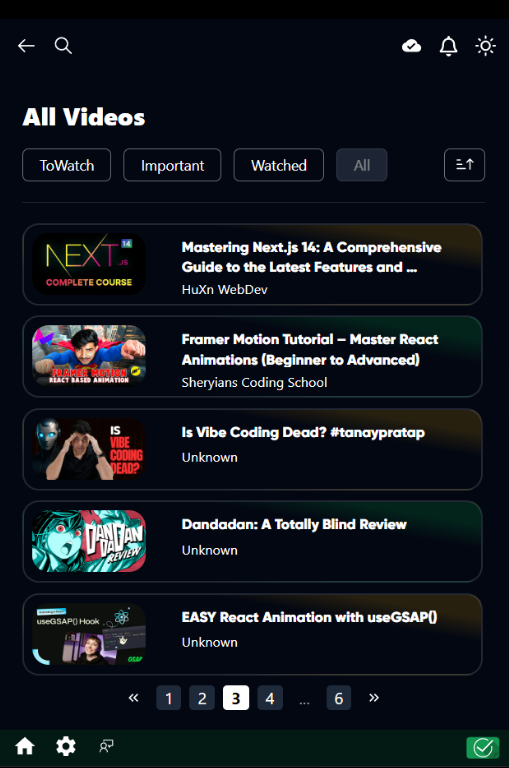 All Videos
ToWatch Important Watched All
NEXT.JS 14
COMPLETE COURSE
Mastering Next.js 14: A Comprehensive
Guide to the Latest Features and ...
HuXn WebDev
FRAMER MOTION
REACT BASED ANIMATION
Framer Motion Tutorial – Master React
Animations (Beginner to Advanced)
Sheryians Coding School
IS
VIBE
CODING
DEAD?
Is Vibe Coding Dead? #tanaypratap
Unknown
DAN
DADAN
REVIEW
Dandadan: A Totally Blind Review
Unknown
useGSAP() Hook
GSAP
EASY React Animation with useGSAP()
Unknown
« 1 2 3 4 ... 6 »